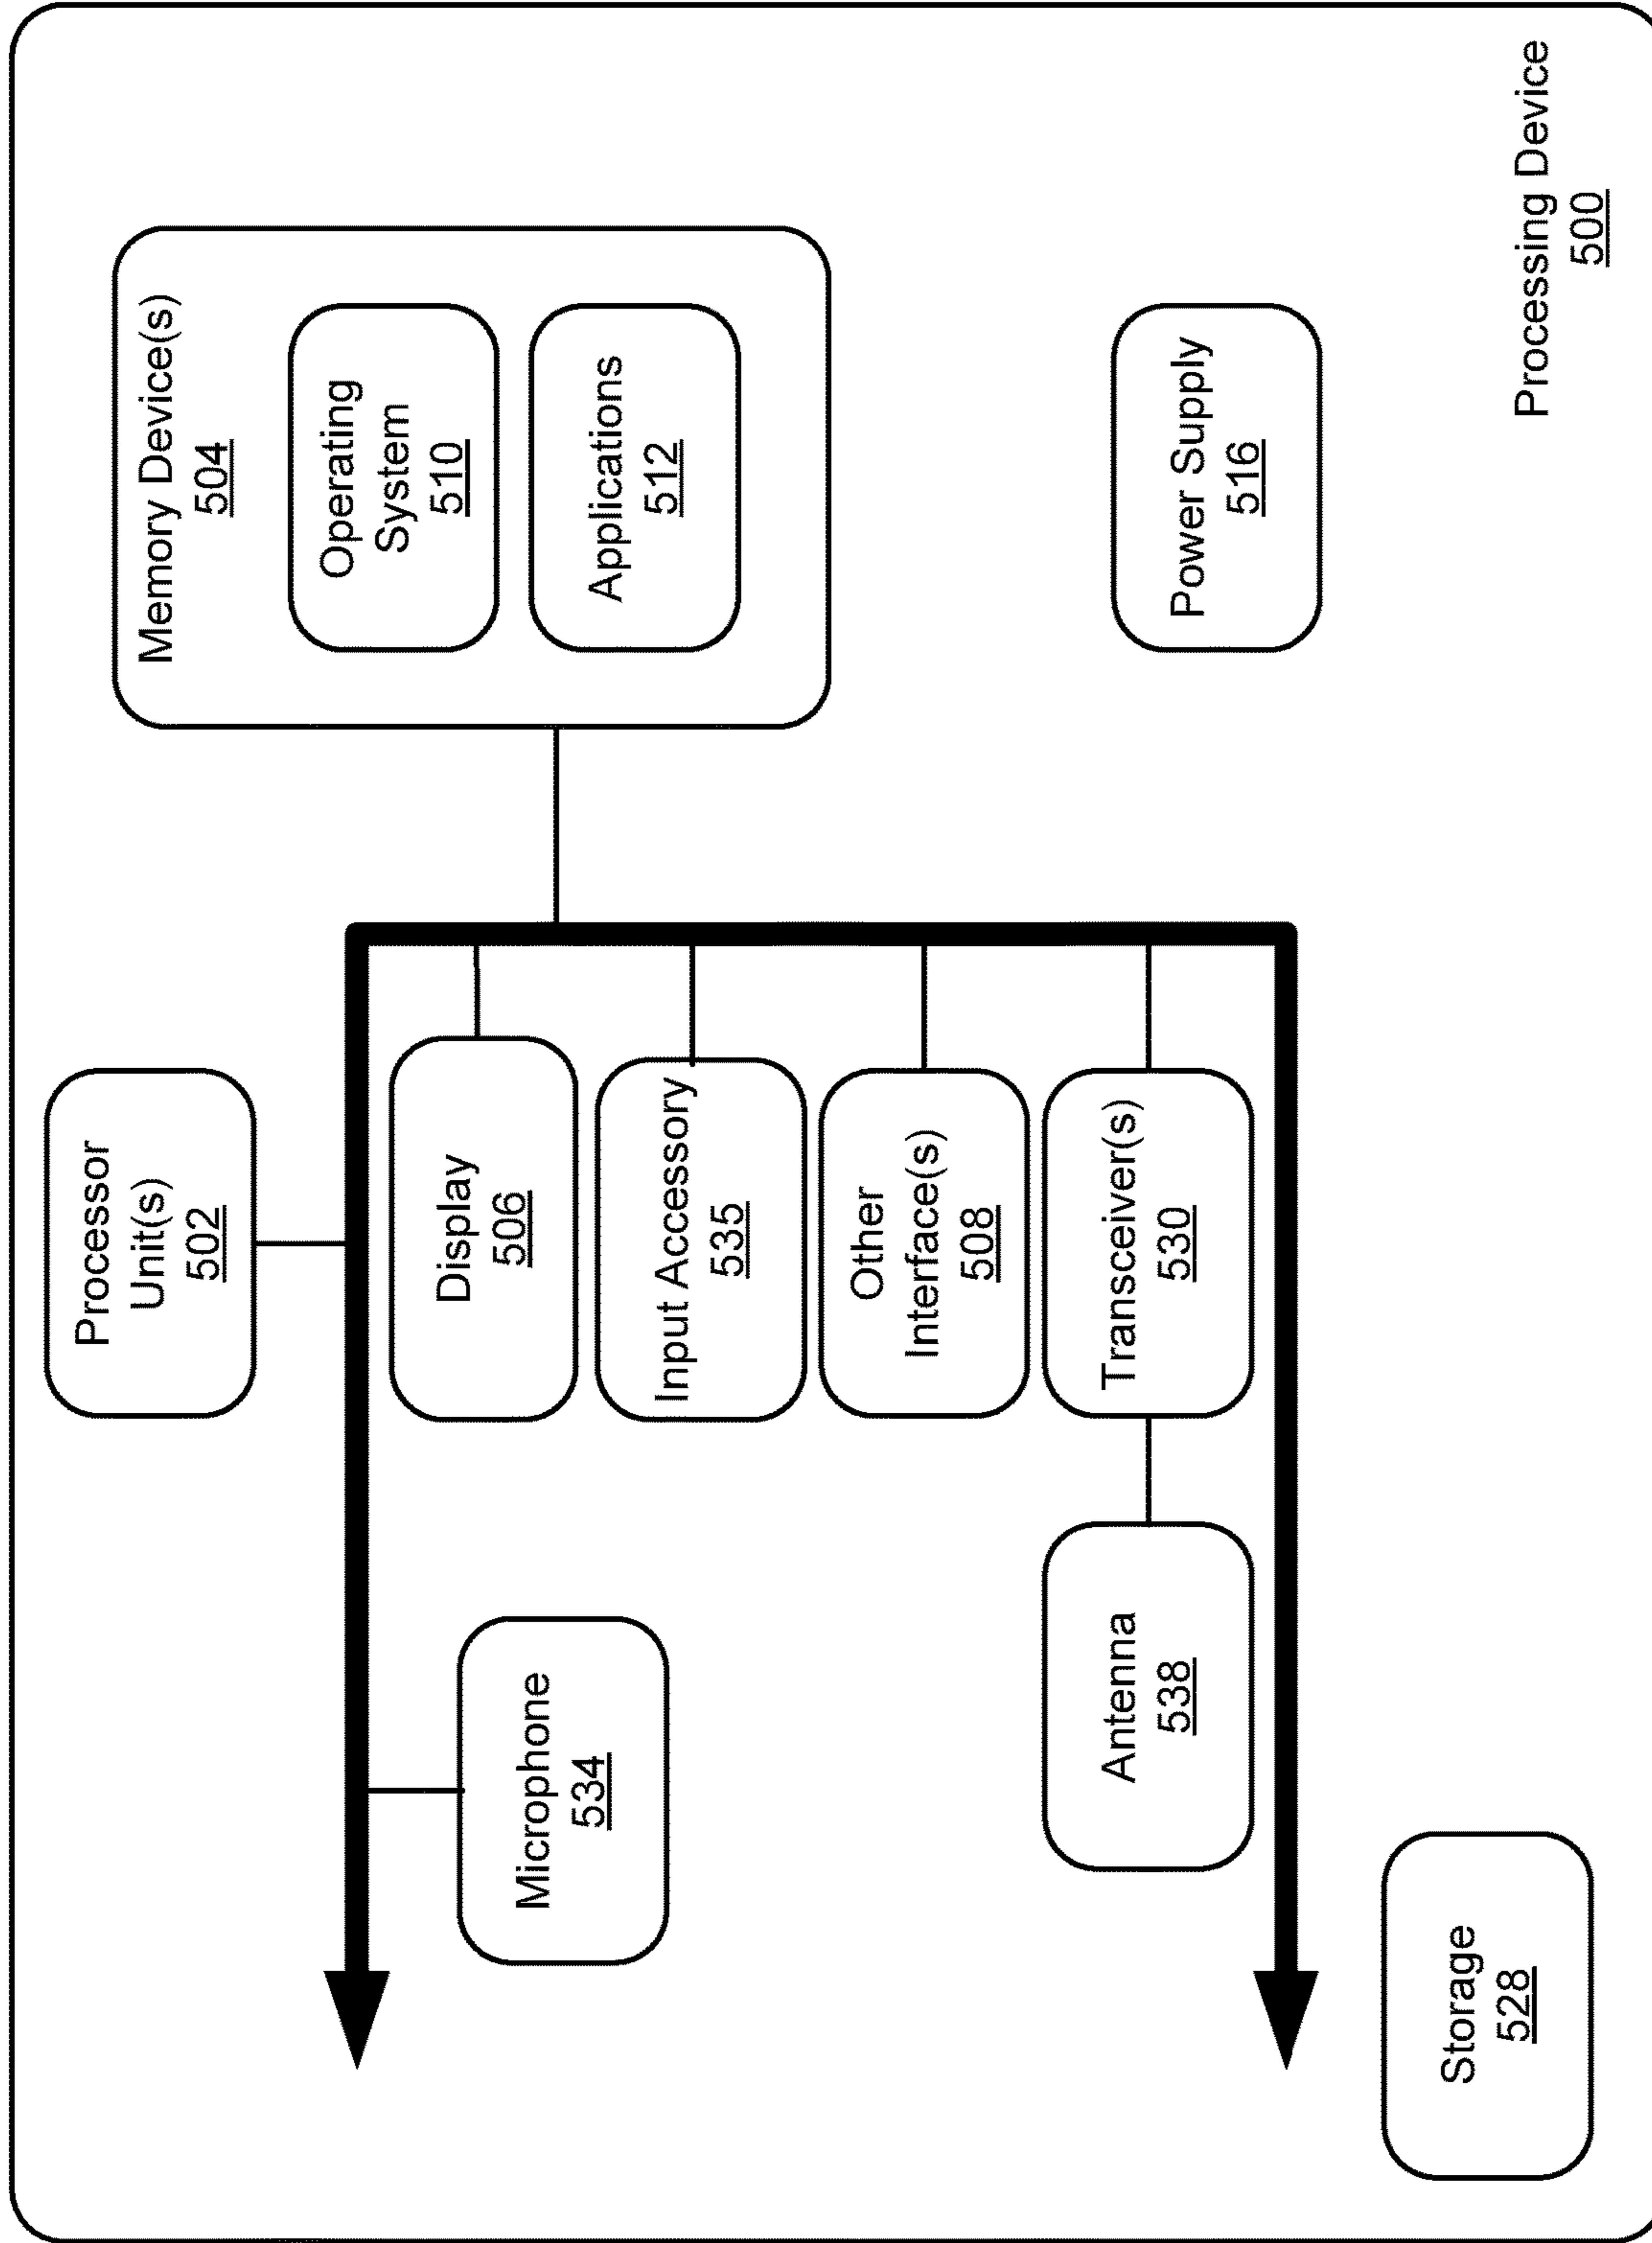 Processor
Unit(s)
502
Memory Device(s)
504
Operating
System
510
Applications
512
Display
506
Input Accessory
535
Other
Interface(s)
508
Transceiver(s)
530
Microphone
534
Antenna
538
Power Supply
516
Storage
528
Processing Device
500